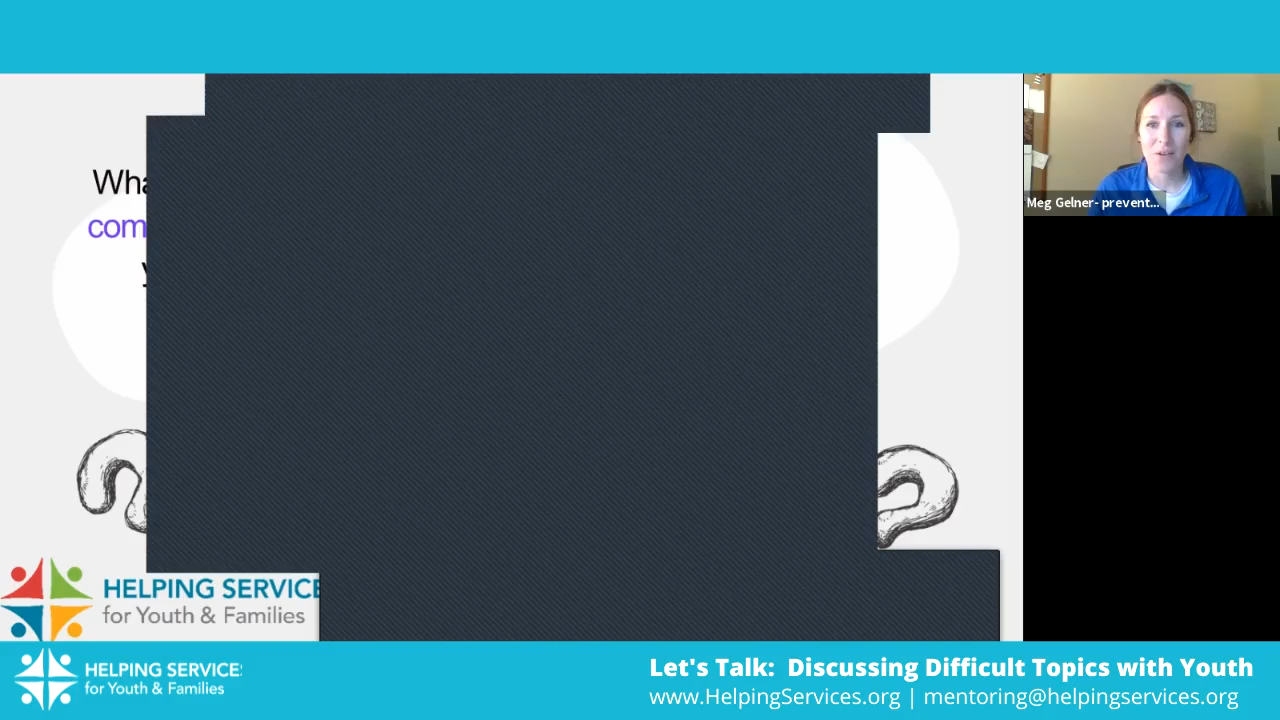 Wha
com
y
Meg Gelner- prevent...
HELPING SERVICE
for Youth & Families
HELPING SERVICES
for Youth & Families
Let's Talk: Discussing Difficult Topics with Youth
www.HelpingServices.org | mentoring@helpingservices.org